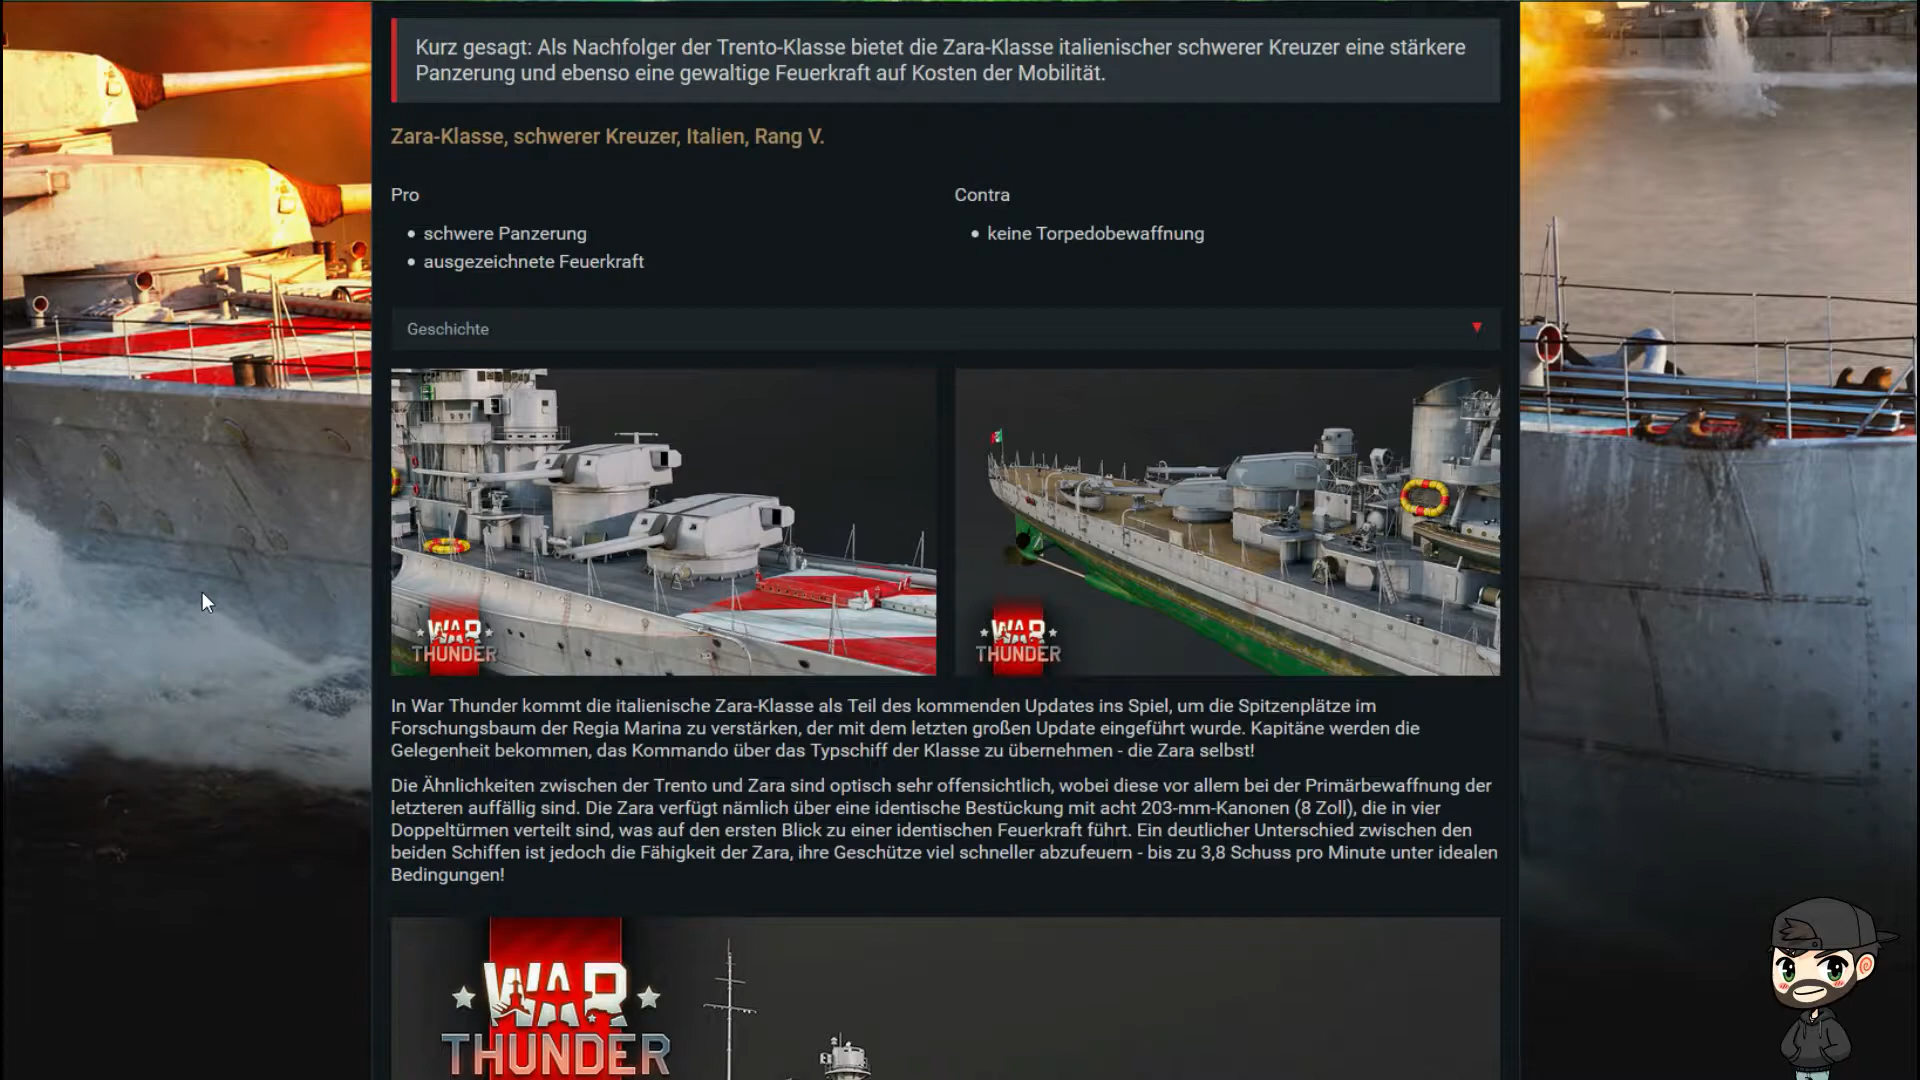 Kurz gesagt: Als Nachfolger der Trento-Klasse bietet die Zara-Klasse italienischer schwerer Kreuzer eine stärkere
Panzerung und ebenso eine gewaltige Feuerkraft auf Kosten der Mobilität.
Zara-Klasse, schwerer Kreuzer, Italien, Rang V.
Pro
schwere Panzerung
ausgezeichnete Feuerkraft
Contra
keine Torpedobewaffnung
Geschichte
WAR
THUNDER
WAR
THUNDER
In War Thunder kommt die italienische Zara-Klasse als Teil des kommenden Updates ins Spiel, um die Spitzenplätze im
Forschungsbaum der Regia Marina zu verstärken, der mit dem letzten großen Update eingeführt wurde. Kapitäne werden die
Gelegenheit bekommen, das Kommando über das Typschiff der Klasse zu übernehmen - die Zara selbst!
Die Ähnlichkeiten zwischen der Trento und Zara sind optisch sehr offensichtlich, wobei diese vor allem bei der Primärbewaffnung der
letzteren auffällig sind. Die Zara verfügt nämlich über eine identische Bestückung mit acht 203-mm-Kanonen (8 Zoll), die in vier
Doppeltürmen verteilt sind, was auf den ersten Blick zu einer identischen Feuerkraft führt. Ein deutlicher Unterschied zwischen den
beiden Schiffen ist jedoch die Fähigkeit der Zara, ihre Geschütze viel schneller abzufeuern - bis zu 3,8 Schuss pro Minute unter idealen
Bedingungen!
WAR
THUNDER